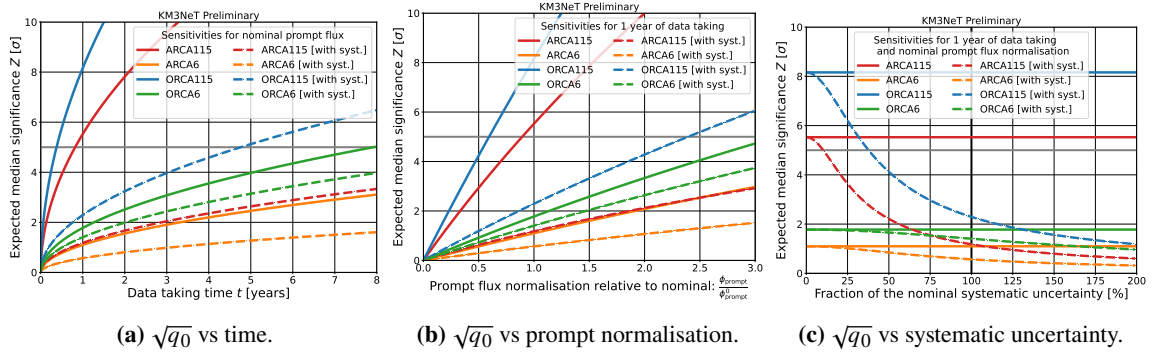 KM3NeT Preliminary
Sensitivities for nominal prompt flux
ARCA115
ARCA6
ORCA115
ORCA6
ARCA115 [with syst.]
ARCA6 [with syst.]
ORCA115 [with syst.]
ORCA6 [with syst.]
Expected median significance Z [σ]
10
8
6
4
2
0
0 1 2 3 4 5 6 7 8
Data taking time t [years]
(a) √q₀ vs time.
KM3NeT Preliminary
Sensitivities for 1 year of data taking
ARCA115
ARCA6
ORCA115
ORCA6
ARCA115 [with syst.]
ARCA6 [with syst.]
ORCA115 [with syst.]
ORCA6 [with syst.]
Expected median significance Z [σ]
10
8
6
4
2
0
0.0 0.5 1.0 1.5 2.0 2.5 3.0
Prompt flux normalisation relative to nominal: ϕprompt/ϕ⁰prompt
(b) √q₀ vs prompt normalisation.
KM3NeT Preliminary
Sensitivities for 1 year of data taking
and nominal prompt flux normalisation
ARCA115
ARCA6
ORCA115
ORCA6
ARCA115 [with syst.]
ARCA6 [with syst.]
ORCA115 [with syst.]
ORCA6 [with syst.]
Expected median significance Z [σ]
10
8
6
4
2
0
0 25 50 75 100 125 150 175 200
Fraction of the nominal systematic uncertainty [%]
(c) √q₀ vs systematic uncertainty.